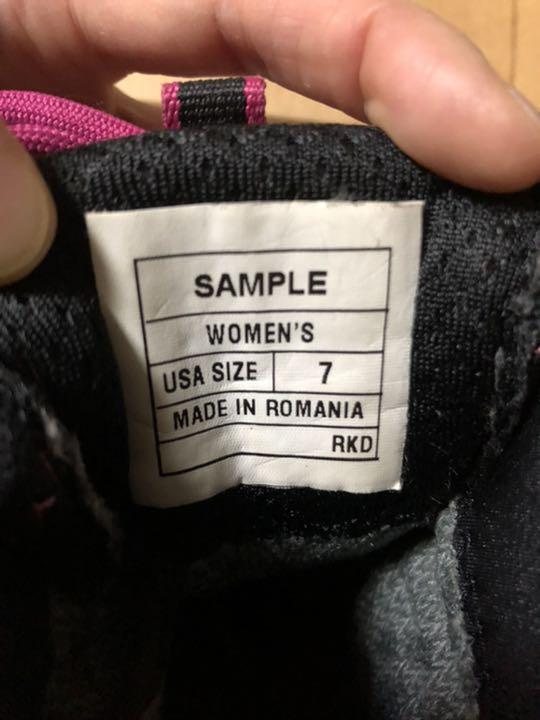 SAMPLE
WOMEN'S
USA SIZE 7
MADE IN ROMANIA
RKD